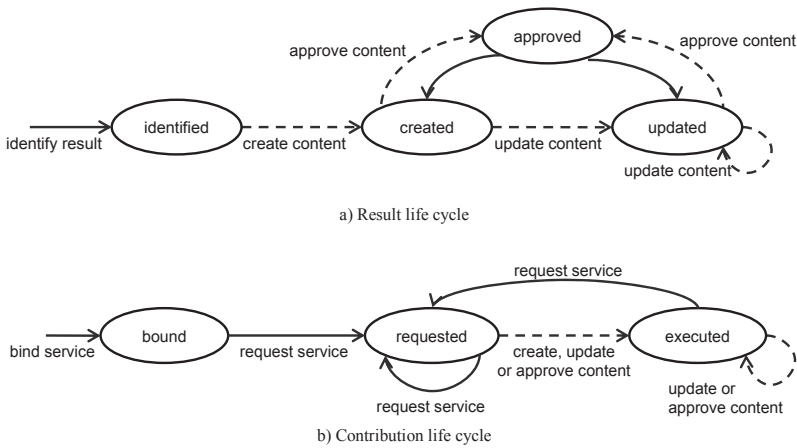 approved
approve content
approve content
identified
created
updated
identify result
create content
update content
update content
a) Result life cycle
request service
bound
requested
executed
bind service
request service
create, update
or approve content
update or
approve content
request service
b) Contribution life cycle